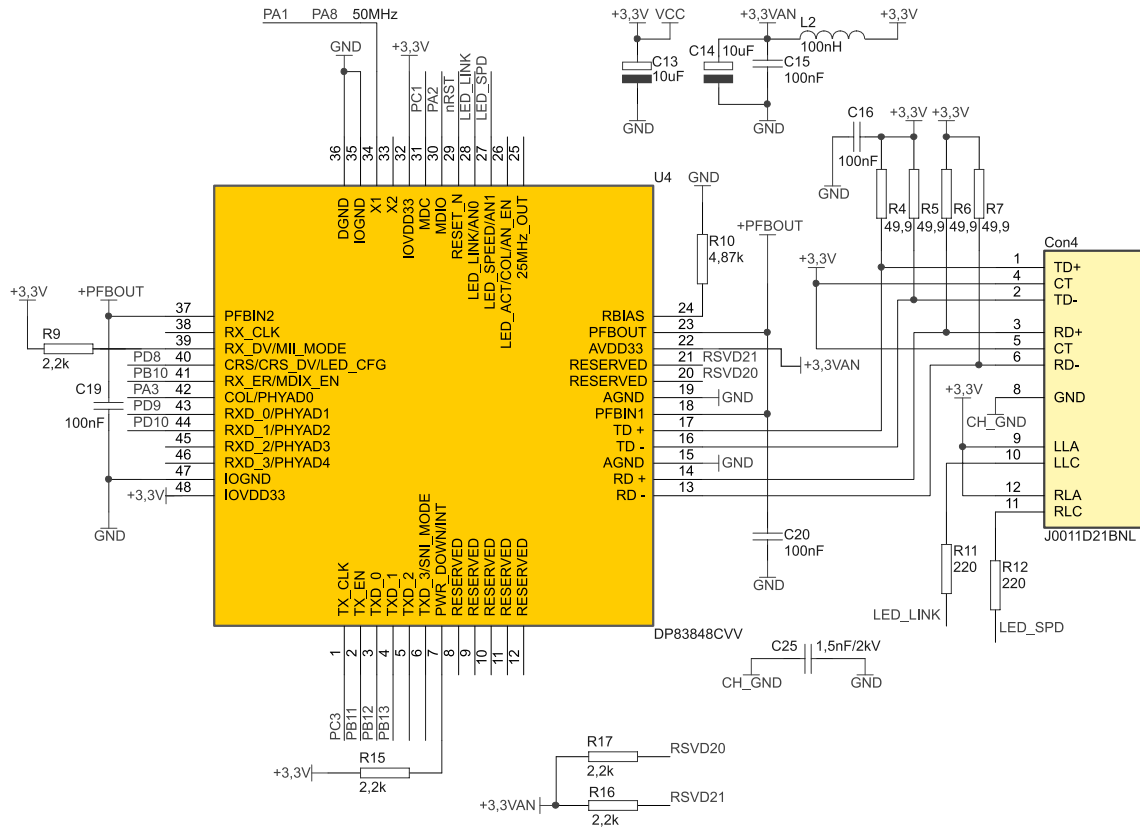 PA1 PA8 50MHz
GND
+3,3V
PC1
PA2
nRST
LED_LINK
LED_SPD
36
35
34
33
32
31
30
29
28
27
26
25
DGND
IOGND
X1
X2
IOVDD33
MDC
MDIO
RESET_N
LED_LINK/AN0
LED_SPEED/AN1
LED_ACT/COL/AN_EN
25MHz_OUT
+3,3V VCC
C13
10uF
GND
+3,3VAN
C14 10uF
C15
100nF
GND
L2
100nH
+3,3V
C16
100nF
GND
+3,3V +3,3V
R4
49,9
R5
49,9
R6
49,9
R7
49,9
U4
GND
R10
4,87k
+PFBOUT
+3,3V
+3,3V
+PFBOUT
R9
2,2k
C19
100nF
GND
+3,3V
37 PFBIN2
38 RX_CLK
39 RX_DV/MII_MODE
PD8 40 CRS/CRS_DV/LED_CFG
PB10 41 RX_ER/MDIX_EN
PA3 42 COL/PHYAD0
PD9 43 RXD_0/PHYAD1
PD10 44 RXD_1/PHYAD2
45 RXD_2/PHYAD3
46 RXD_3/PHYAD4
47 IOGND
48 IOVDD33
RBIAS 24
PFBOUT 23
AVDD33 22
+3,3VAN
RESERVED 21 RSVD21
RESERVED 20 RSVD20
AGND 19 GND
PFBIN1 18
TD + 17
TD - 16
AGND 15 GND
RD + 14
RD - 13
C20
100nF
GND
Con4
1 TD+
4 CT
2 TD-
3 RD+
5 CT
6 RD-
8 GND
CH_GND
+3,3V
9 LLA
10 LLC
12 RLA
11 RLC
J0011D21BNL
R11
220
R12
220
LED_LINK
LED_SPD
TX_CLK
TX_EN
TXD_0
TXD_1
TXD_2
TXD_3/SNI_MODE
PWR_DOWN/INT
RESERVED
RESERVED
RESERVED
RESERVED
RESERVED
DP83848CVV
1
2
3
4
5
6
7
8
9
10
11
12
PC3
PB11
PB12
PB13
C25 1,5nF/2kV
CH_GND GND
+3,3V
R15
2,2k
R17
2,2k
RSVD20
+3,3VAN
R16
2,2k
RSVD21